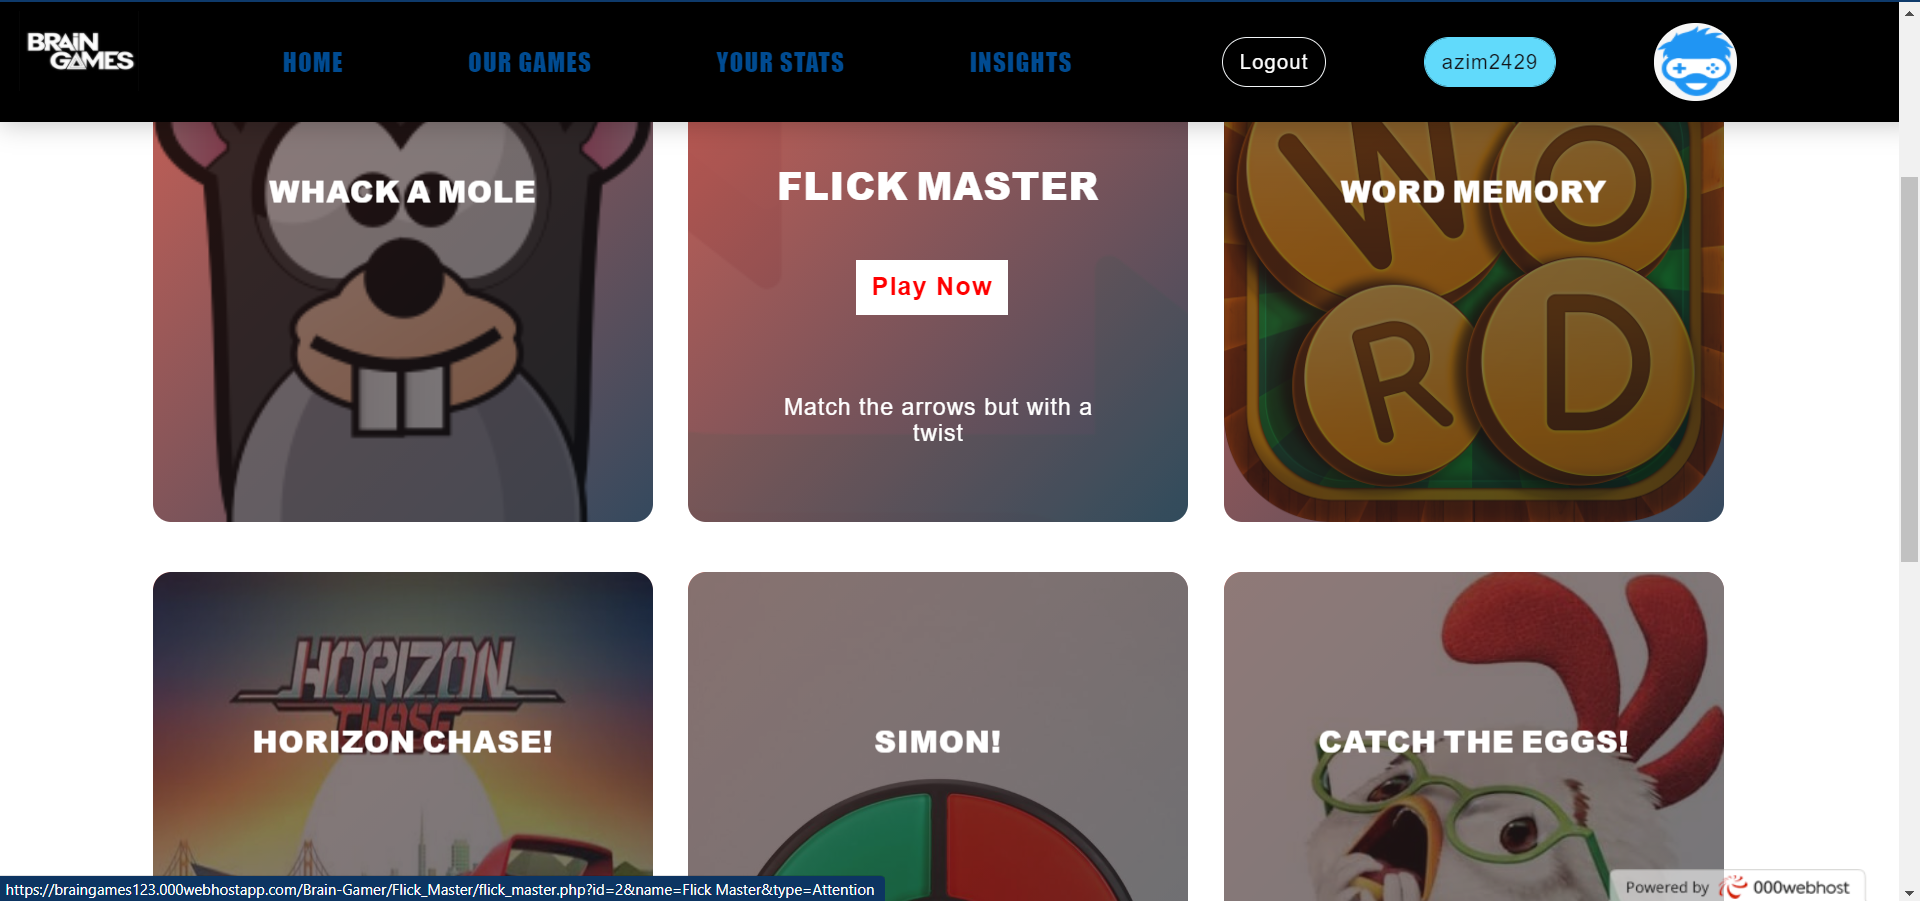 BRAIN
GAMES
HOME
OUR GAMES
YOUR STATS
INSIGHTS
Logout
azim2429
WHACK A MOLE
FLICK MASTER
Play Now
Match the arrows but with a
twist
WORD MEMORY
W O
R D
HORIZON
CHASE
HORIZON CHASE!
SIMON!
CATCH THE EGGS!
https://braingames123.000webhostapp.com/Brain-Gamer/Flick_Master/flick_master.php?id=2&name=Flick Master&type=Attention
Powered by 000webhost